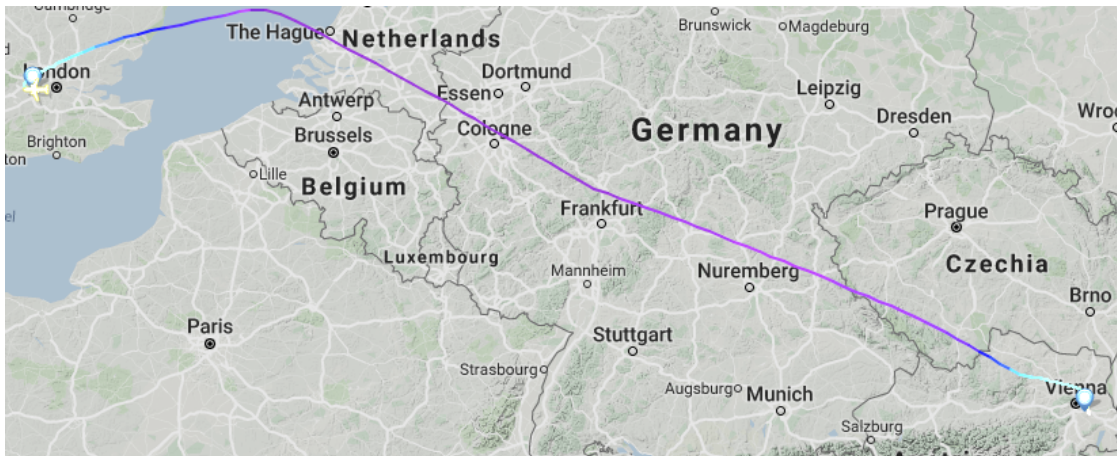 Cambridge
London
Brighton
ton
The Hague
Netherlands
Antwerp
Brussels
Belgium
Lille
Luxembourg
Paris
Strasbourg
Dortmund
Essen
Cologne
Germany
Frankfurt
Mannheim
Stuttgart
Nuremberg
Augsburg
Munich
Salzburg
Brunswick
Magdeburg
Leipzig
Dresden
Wroc
Prague
Czechia
Brno
Vienna